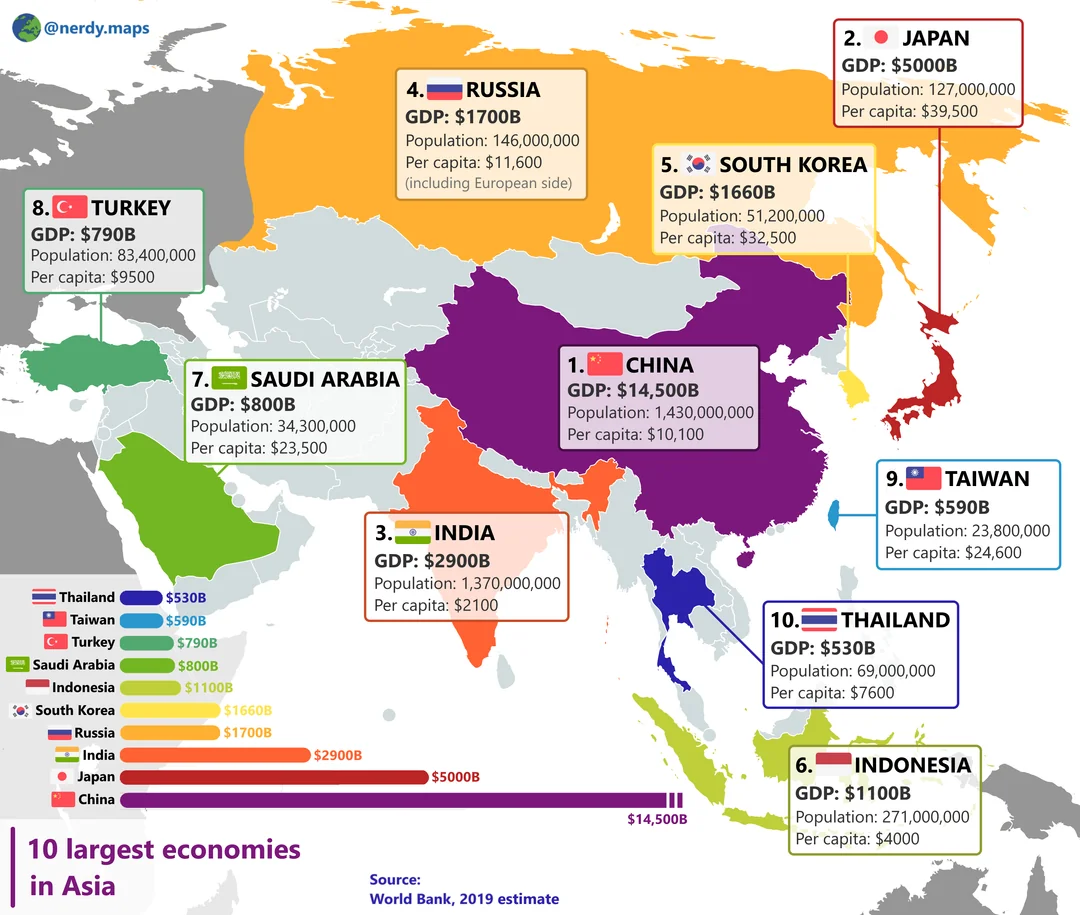 @nerdy.maps
2. JAPAN
GDP: $5000B
Population: 127,000,000
Per capita: $39,500
4. RUSSIA
GDP: $1700B
Population: 146,000,000
Per capita: $11,600
(including European side)
5. SOUTH KOREA
GDP: $1660B
Population: 51,200,000
Per capita: $32,500
8. TURKEY
GDP: $790B
Population: 83,400,000
Per capita: $9500
1. CHINA
GDP: $14,500B
Population: 1,430,000,000
Per capita: $10,100
7. SAUDI ARABIA
GDP: $800B
Population: 34,300,000
Per capita: $23,500
9. TAIWAN
GDP: $590B
Population: 23,800,000
Per capita: $24,600
3. INDIA
GDP: $2900B
Population: 1,370,000,000
Per capita: $2100
10. THAILAND
GDP: $530B
Population: 69,000,000
Per capita: $7600
6. INDONESIA
GDP: $1100B
Population: 271,000,000
Per capita: $4000
Thailand $530B
Taiwan $590B
Turkey $790B
Saudi Arabia $800B
Indonesia $1100B
South Korea $1660B
Russia $1700B
India $2900B
Japan $5000B
China
$14,500B
10 largest economies
in Asia
Source:
World Bank, 2019 estimate